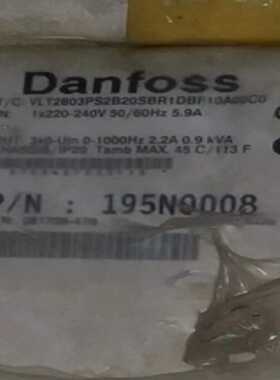 Danfoss
T/C: VLT2803PS2B20SBR1DBF10A00C0
1x220-240V 50/60Hz 5.9A
3x0-Uin 0-1000Hz 2.2A 0.9 kVA
IP20 Tamb MAX. 45 C/113 F
P/N : 195N0008